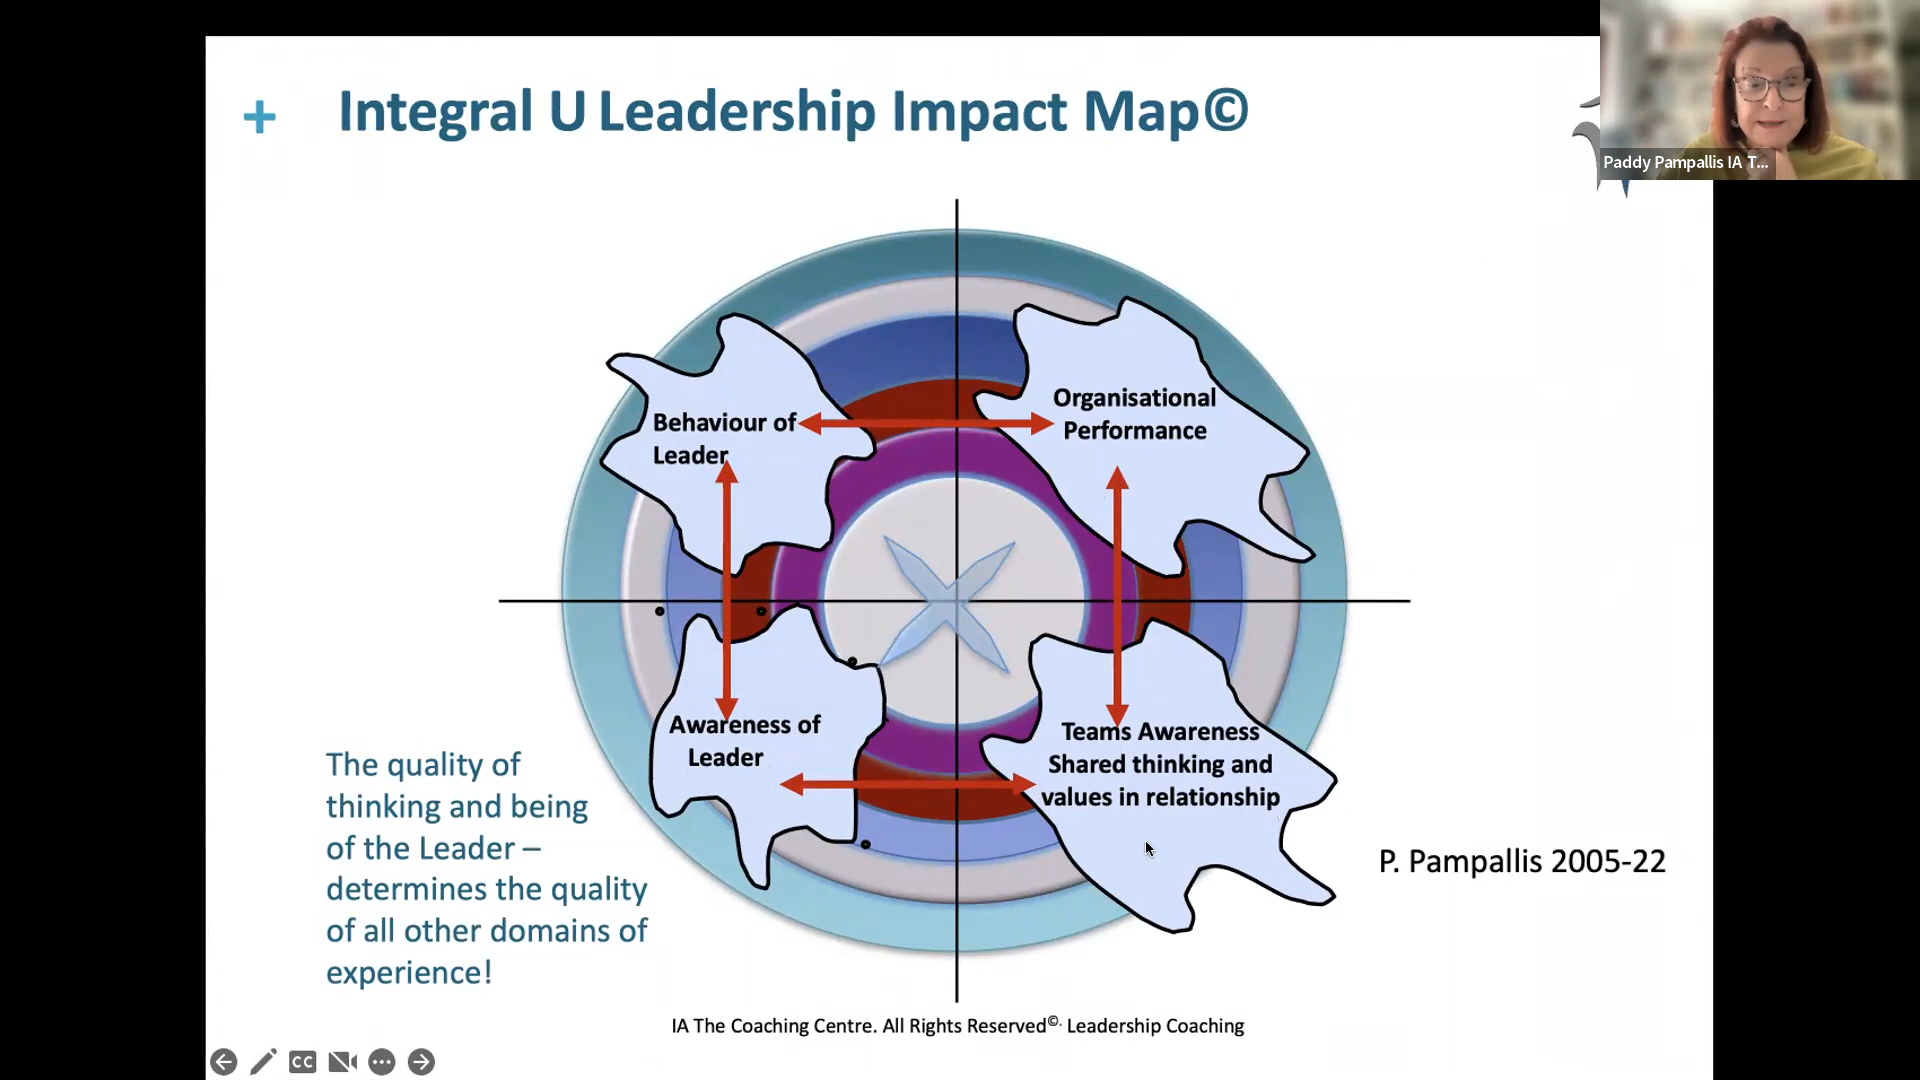 + Integral U Leadership Impact Map©
Paddy Pampallis IA T...
Behaviour of
Leader
Organisational
Performance
Awareness of
Leader
Teams Awareness
Shared thinking and
values in relationship
The quality of
thinking and being
of the Leader –
determines the quality
of all other domains of
experience!
P. Pampallis 2005-22
IA The Coaching Centre. All Rights Reserved©. Leadership Coaching
CC